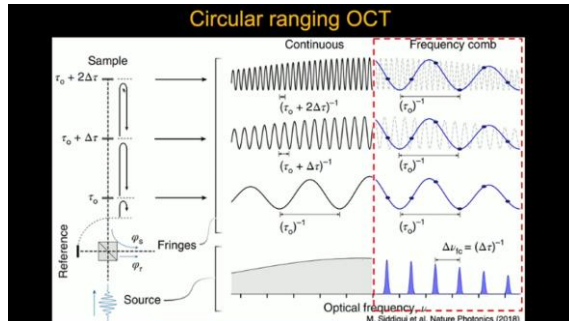 Circular ranging OCT
Sample
Continuous
Frequency comb
τₒ + 2Δτ
(τₒ + 2Δτ)⁻¹
(τₒ)⁻¹
τₒ + Δτ
(τₒ + Δτ)⁻¹
(τₒ)⁻¹
τₒ
(τₒ)⁻¹
(τₒ)⁻¹
Reference
φₛ
φᵣ
Fringes
Δν_fc = (Δτ)⁻¹
Source
Optical frequency,
M. Siddiqui et al. Nature Photonics (2018)